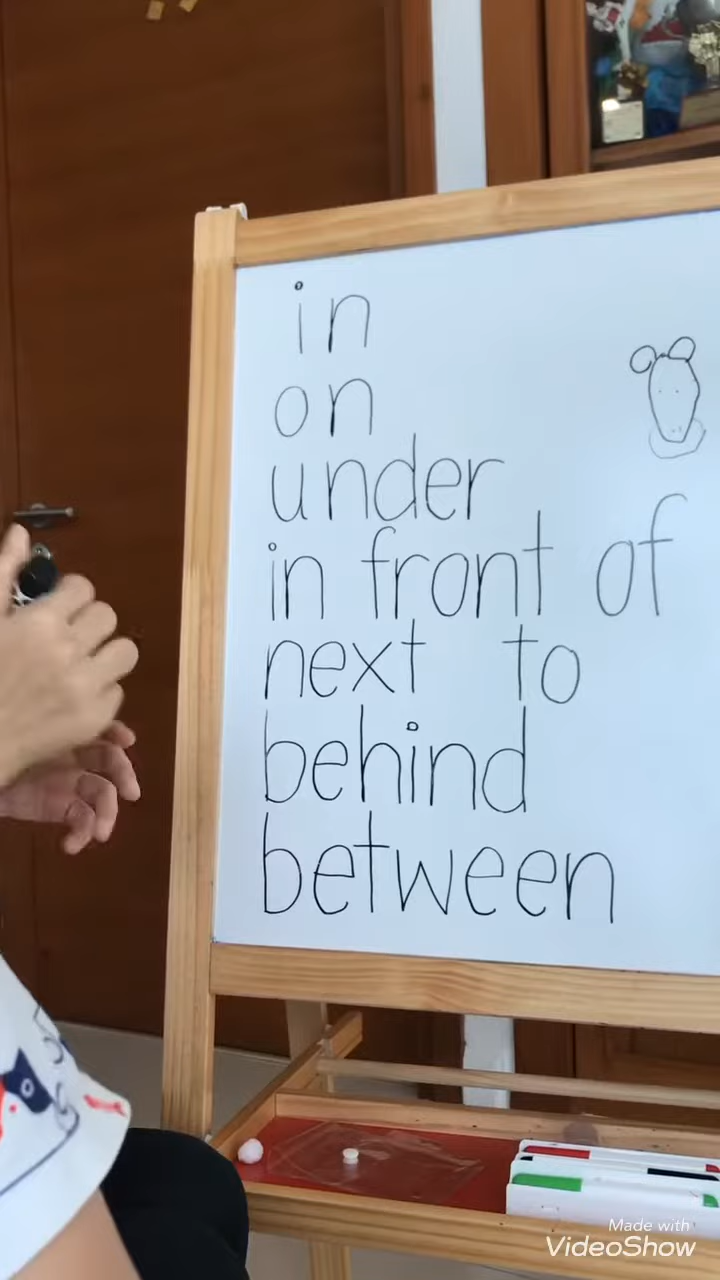 in
on
under
in front of
next to
behind
between
Made with
VideoShow